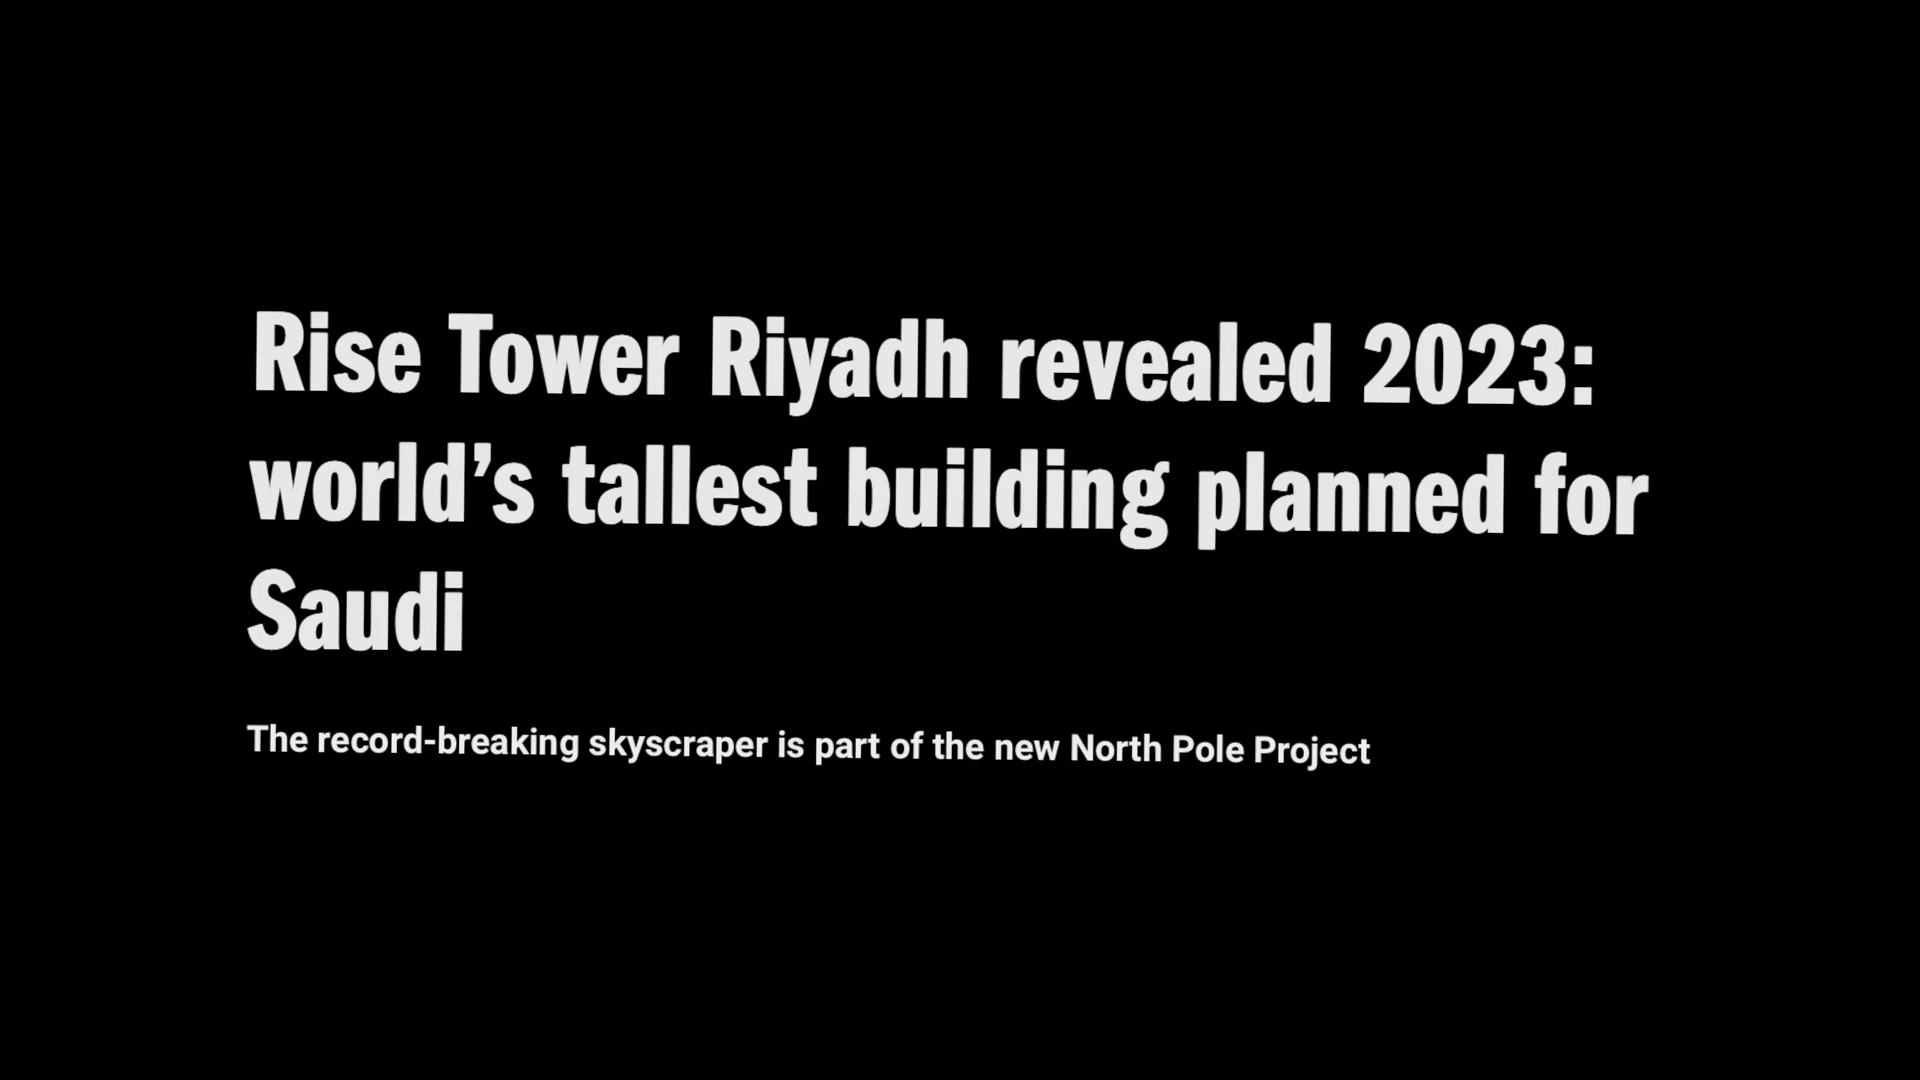 Rise Tower Riyadh revealed 2023:
world’s tallest building planned for
Saudi
The record-breaking skyscraper is part of the new North Pole Project